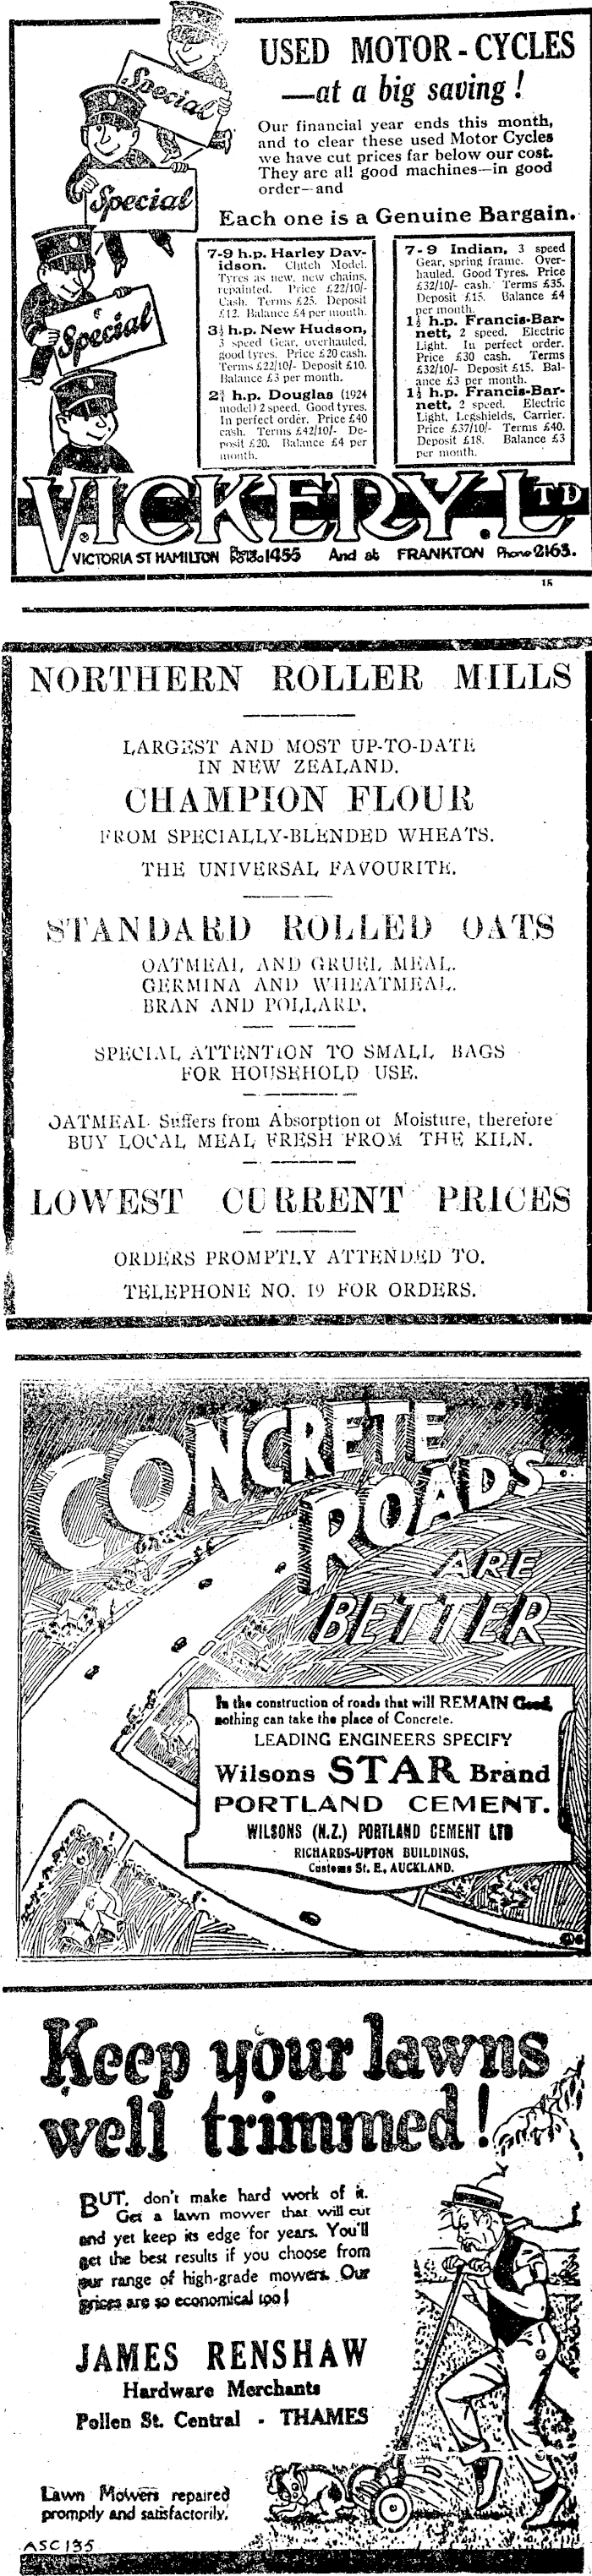 Special
Special
Special
USED MOTOR-CYCLES
—at a big saving!
Our financial year ends this month,
and to clear these used Motor Cycles
we have cut prices far below our cost.
They are all good machines—in good
order—and
Each one is a Genuine Bargain.
7-9 h.p. Harley Dav-
idson. Clutch Model.
Tyres as new, new chains,
repainted. Price £22/10/-
Cash. Terms £25. Deposit
£12. Balance £4 per month.
3½ h.p. New Hudson,
3 speed Gear, overhauled,
good tyres. Price £20 cash.
Terms £22/10/- Deposit £10.
Balance £3 per month.
2¾ h.p. Douglas (1924
model) 2 speed. Good tyres.
In perfect order. Price £40
cash. Terms £42/10/- De-
posit £20. Balance £4 per
month.
7-9 Indian, 3 speed
Gear, spring frame. Over-
hauled. Good Tyres. Price
£32/10/- cash. Terms £35.
Deposit £15. Balance £4
per month.
1½ h.p. Francis-Bar-
nett, 2 speed. Electric
Light. In perfect order.
Price £30 cash. Terms
£32/10/- Deposit £15. Bal-
ance £3 per month.
1½ h.p. Francis-Bar-
nett, 2 speed. Electric
Light, Legshields, Carrier.
Price £37/10/- Terms £40.
Deposit £18. Balance £3
per month.
V.VICKERY.LTD
VICTORIA ST HAMILTON 1455 And at FRANKTON Phone 2163.
15
NORTHERN ROLLER MILLS
LARGEST AND MOST UP-TO-DATE
IN NEW ZEALAND.
CHAMPION FLOUR
FROM SPECIALLY-BLENDED WHEATS.
THE UNIVERSAL FAVOURITE.
STANDARD ROLLED OATS
OATMEAL AND GRUEL MEAL.
GERMINA AND WHEATMEAL.
BRAN AND POLLARD.
SPECIAL ATTENTION TO SMALL BAGS
FOR HOUSEHOLD USE.
OATMEAL Suffers from Absorption of Moisture, therefore
BUY LOCAL MEAL FRESH FROM THE KILN.
LOWEST CURRENT PRICES
ORDERS PROMPTLY ATTENDED TO.
TELEPHONE NO. 19 FOR ORDERS.
CONCRETE
ROADS
ARE
BETTER
In the construction of roads that will REMAIN Good,
nothing can take the place of Concrete.
LEADING ENGINEERS SPECIFY
Wilsons STAR Brand
PORTLAND CEMENT.
WILSONS (N.Z.) PORTLAND CEMENT LTD
RICHARDS-UPTON BUILDINGS,
Customs St. E., AUCKLAND.
Keep your lawns
well trimmed!
BUT, don't make hard work of it.
Get a lawn mower that will cut
and yet keep its edge for years. You'll
get the best results if you choose from
our range of high-grade mowers. Our
prices are so economical too!
JAMES RENSHAW
Hardware Merchants
Pollen St. Central - THAMES
Lawn Mowers repaired
promptly and satisfactorily.
ASC 135